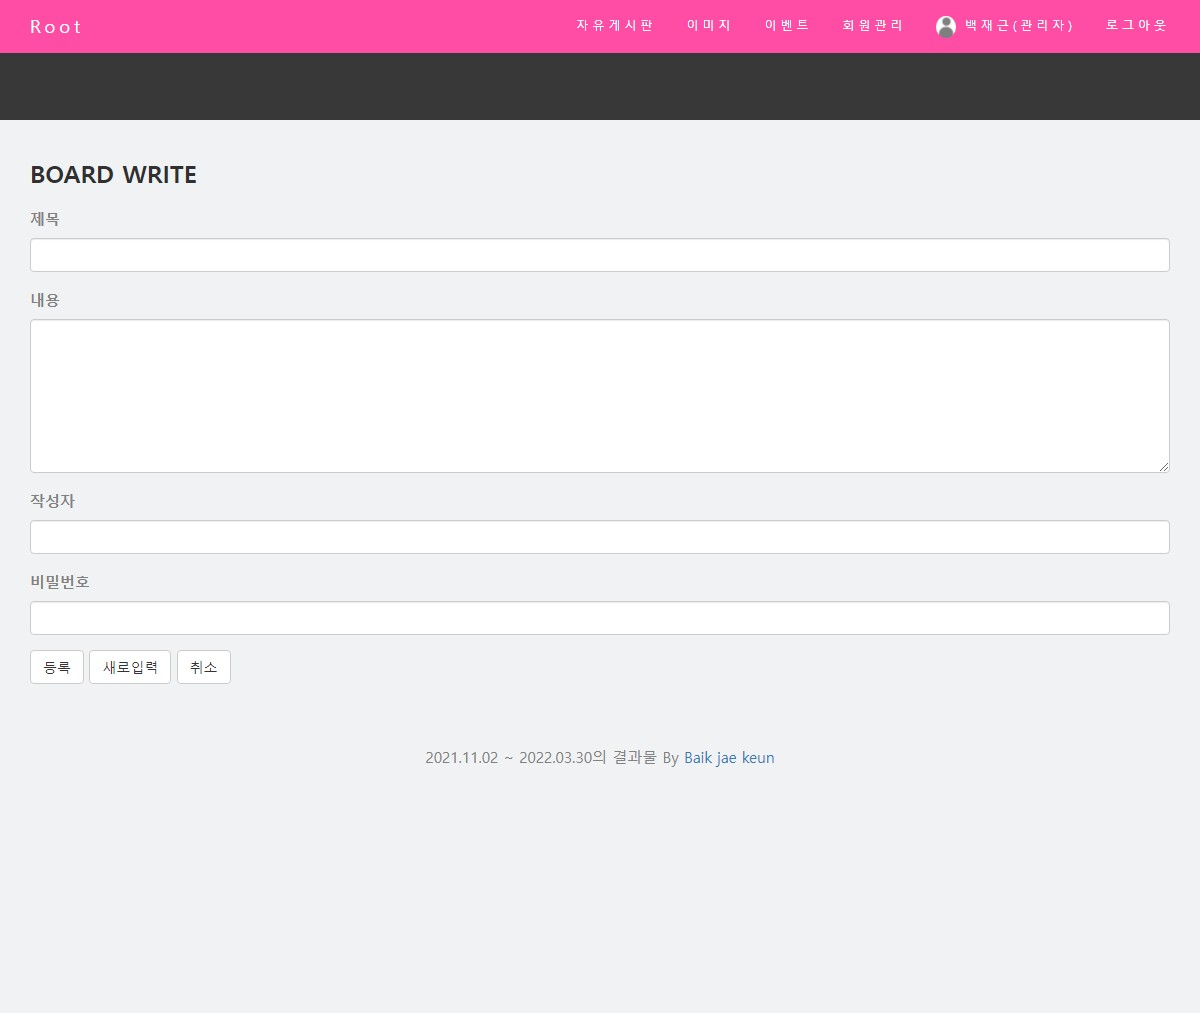 Root
자유게시판
이미지
이벤트
회원관리
백재근(관리자)
로그아웃
BOARD WRITE
제목
내용
작성자
비밀번호
등록
새로입력
취소
2021.11.02 ~ 2022.03.30의 결과물 By Baik jae keun